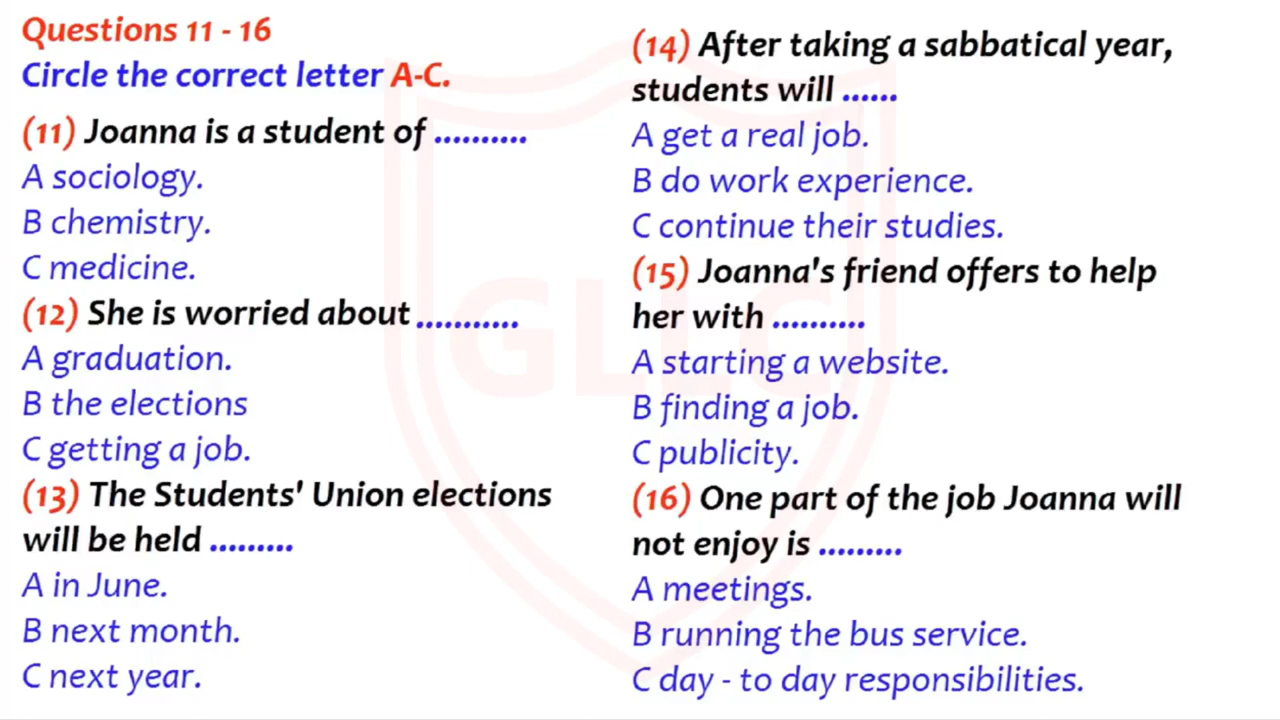 Questions 11 - 16
Circle the correct letter A-C.
(11) Joanna is a student of ..........
A sociology.
B chemistry.
C medicine.
(12) She is worried about ...........
A graduation.
B the elections
C getting a job.
(13) The Students' Union elections
will be held .........
A in June.
B next month.
C next year.
(14) After taking a sabbatical year,
students will ......
A get a real job.
B do work experience.
C continue their studies.
(15) Joanna's friend offers to help
her with ..........
A starting a website.
B finding a job.
C publicity.
(16) One part of the job Joanna will
not enjoy is .........
A meetings.
B running the bus service.
C day - to day responsibilities.
GLLC